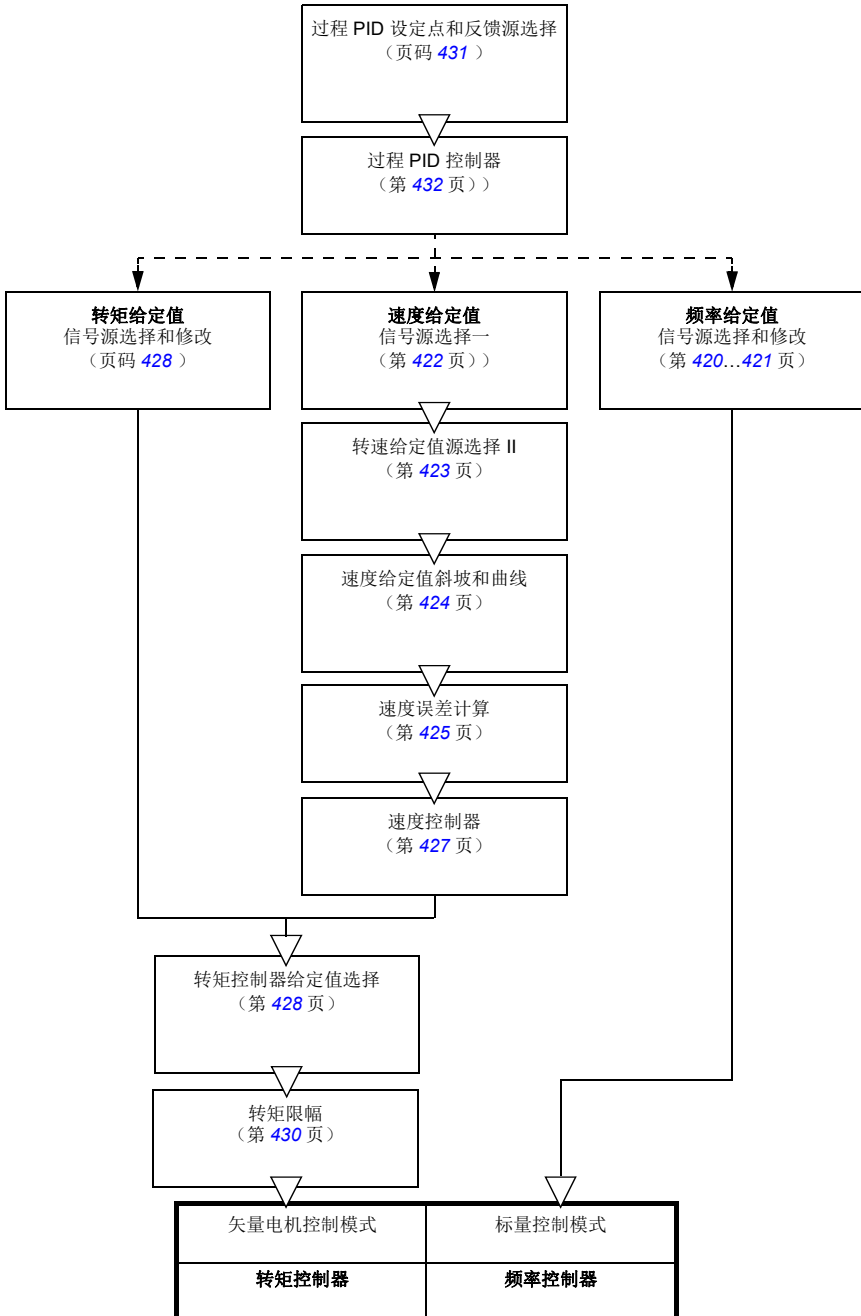 过程 PID 设定点和反馈源选择
（页码 431 ）
过程 PID 控制器
（第 432 页））
转矩给定值
信号源选择和修改
（页码 428 ）
速度给定值
信号源选择一
（第 422 页））
频率给定值
信号源选择和修改
（第 420…421 页）
转速给定值源选择 II
（第 423 页）
速度给定值斜坡和曲线
（第 424 页）
速度误差计算
（第 425 页）
速度控制器
（第 427 页）
转矩控制器给定值选择
（第 428 页）
转矩限幅
（第 430 页）
矢量电机控制模式
标量控制模式
转矩控制器
频率控制器